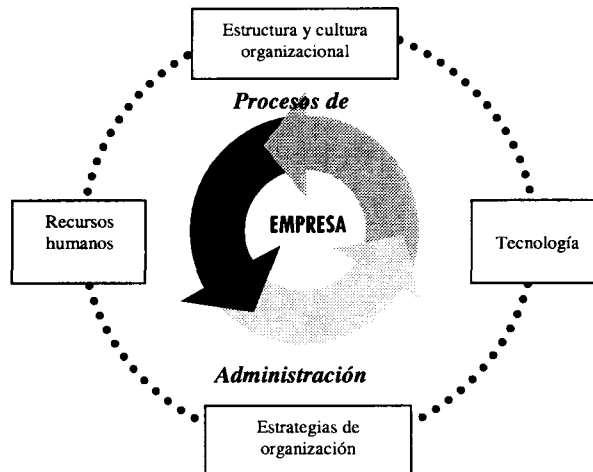 Estructura y cultura
organizacional
Procesos de
Recursos
humanos
EMPRESA
Tecnología
Administración
Estrategias de
organización